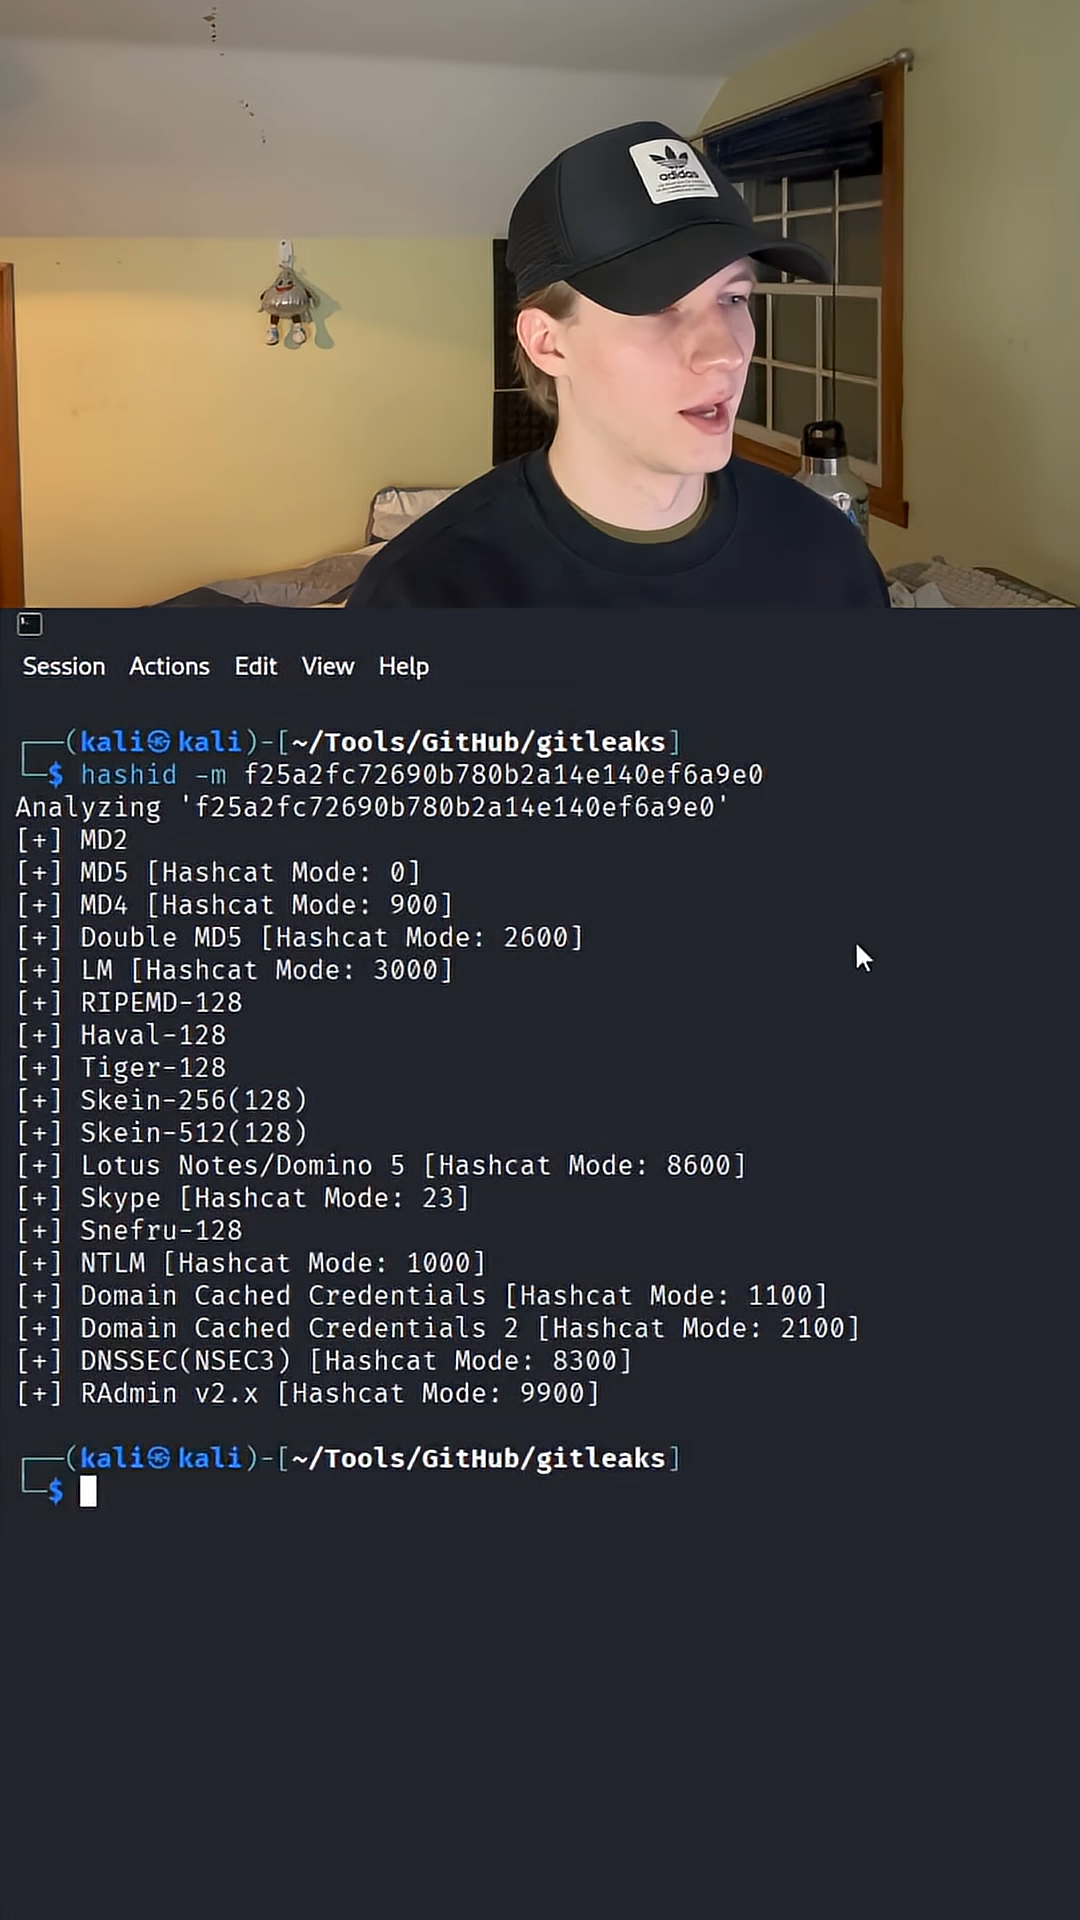 adidas
Session Actions Edit View Help
┌──(kali㉿kali)-[~/Tools/GitHub/gitleaks]
└─$ hashid -m f25a2fc72690b780b2a14e140ef6a9e0
Analyzing 'f25a2fc72690b780b2a14e140ef6a9e0'
[+] MD2
[+] MD5 [Hashcat Mode: 0]
[+] MD4 [Hashcat Mode: 900]
[+] Double MD5 [Hashcat Mode: 2600]
[+] LM [Hashcat Mode: 3000]
[+] RIPEMD-128
[+] Haval-128
[+] Tiger-128
[+] Skein-256(128)
[+] Skein-512(128)
[+] Lotus Notes/Domino 5 [Hashcat Mode: 8600]
[+] Skype [Hashcat Mode: 23]
[+] Snefru-128
[+] NTLM [Hashcat Mode: 1000]
[+] Domain Cached Credentials [Hashcat Mode: 1100]
[+] Domain Cached Credentials 2 [Hashcat Mode: 2100]
[+] DNSSEC(NSEC3) [Hashcat Mode: 8300]
[+] RAdmin v2.x [Hashcat Mode: 9900]
┌──(kali㉿kali)-[~/Tools/GitHub/gitleaks]
└─$